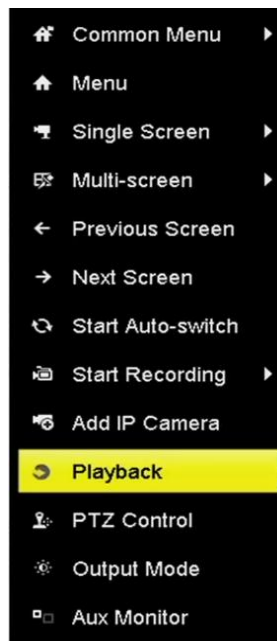 Common Menu
Menu
Single Screen
Multi-screen
Previous Screen
Next Screen
Start Auto-switch
Start Recording
Add IP Camera
Playback
PTZ Control
Output Mode
Aux Monitor